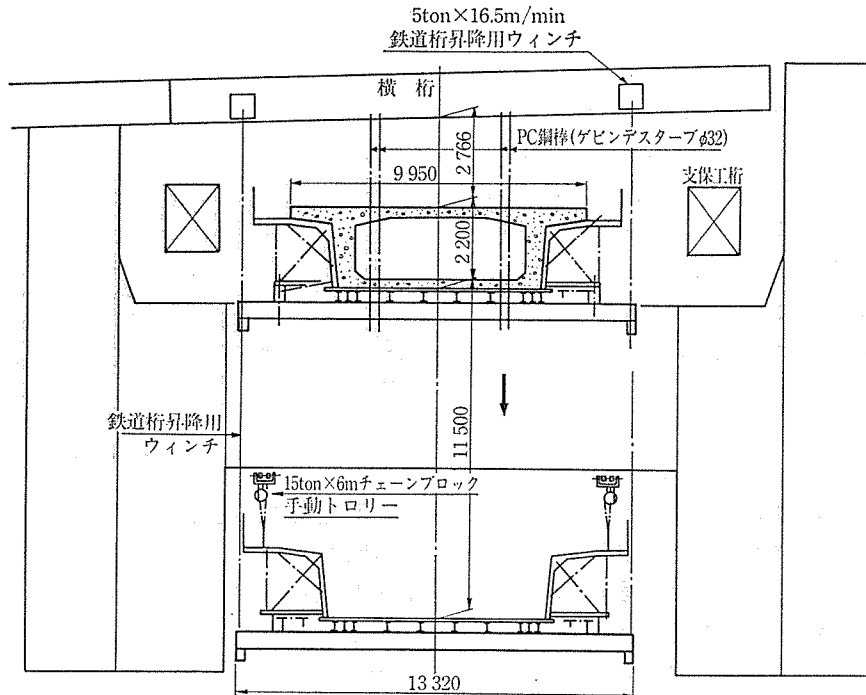 5ton×16.5m/min
鉄道桁昇降用ウィンチ
横 桁
PC鋼棒(ゲビンデスターブφ32)
2 766
9 950
支保工桁
2 200
11 500
鉄道桁昇降用
ウィンチ
15ton×6mチェーンブロック
手動トロリー
13 320